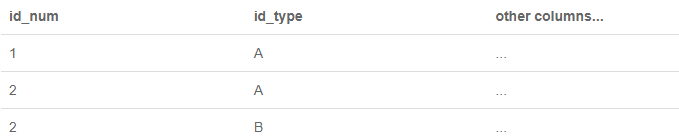 id_num id_type other columns...
1 A ...
2 A ...
2 B ...